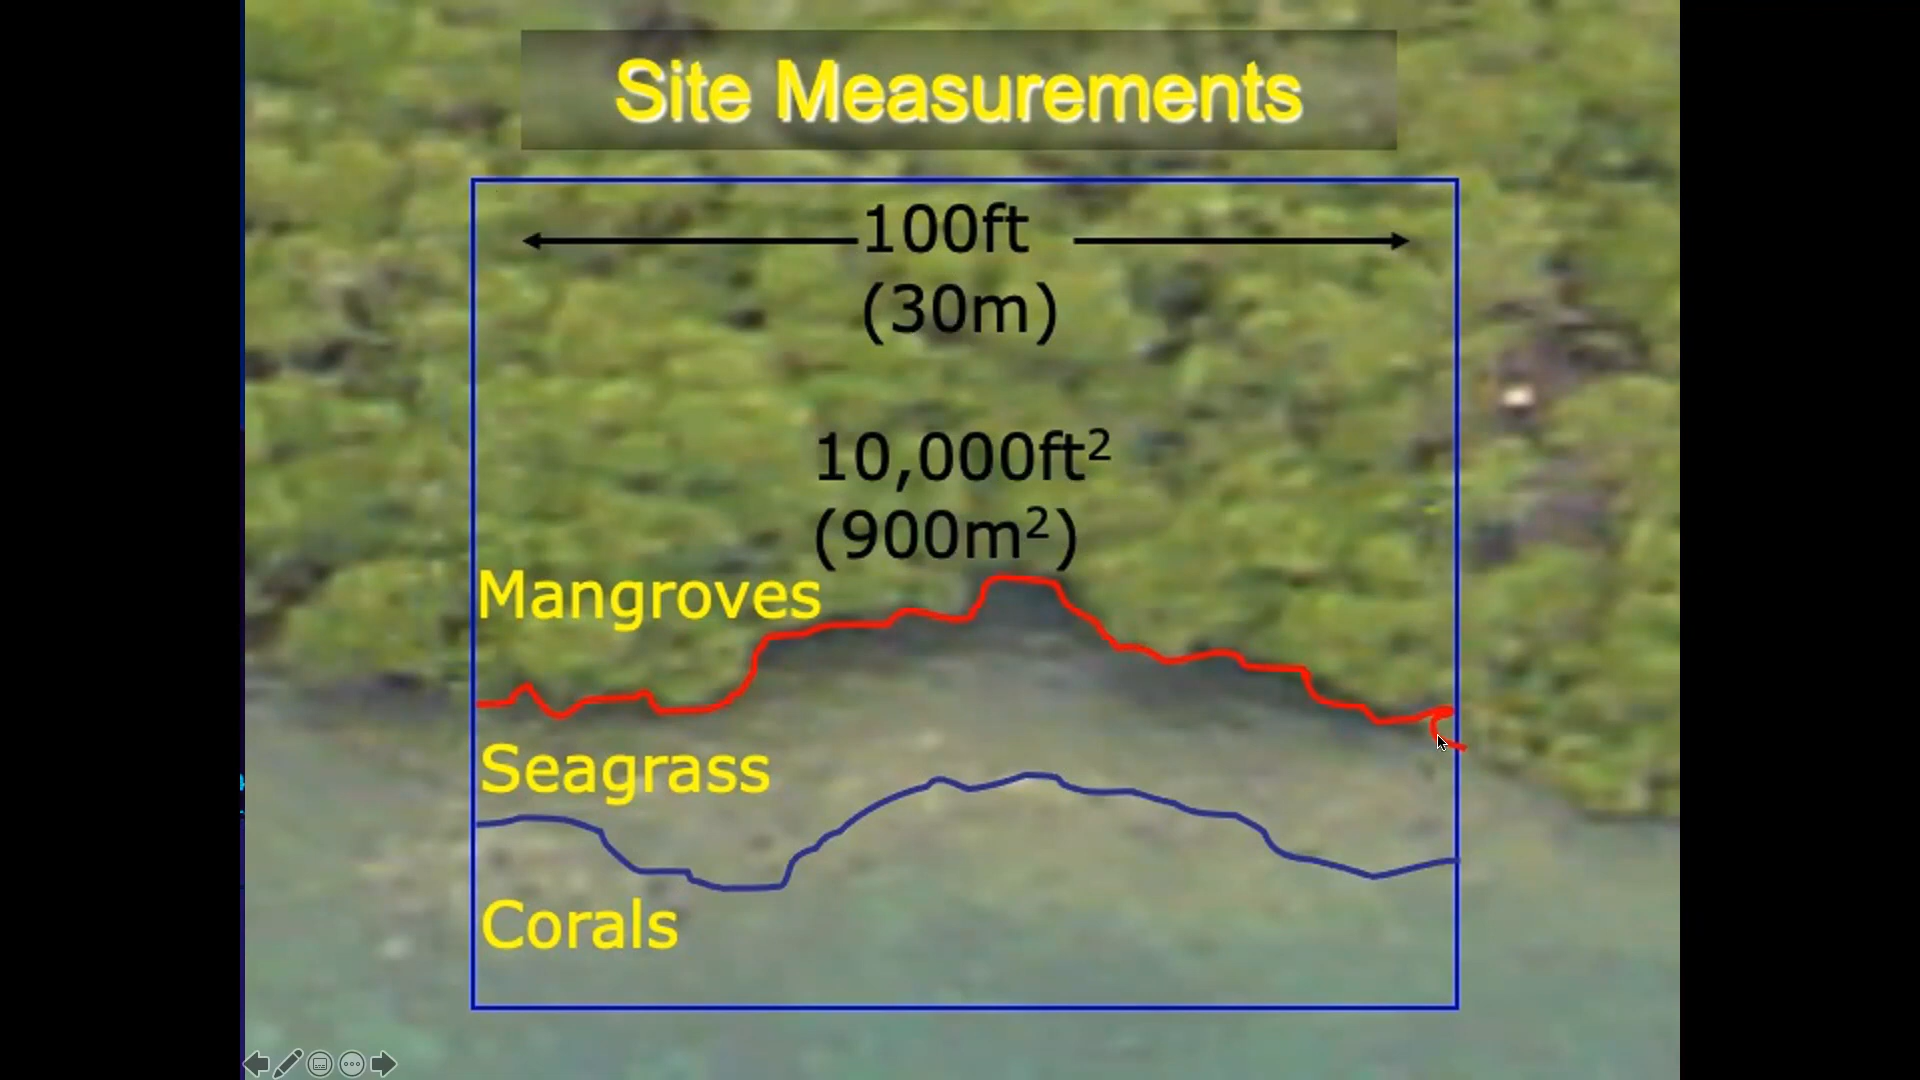 Site Measurements
100ft
(30m)
10,000ft²
(900m²)
Mangroves
Seagrass
Corals